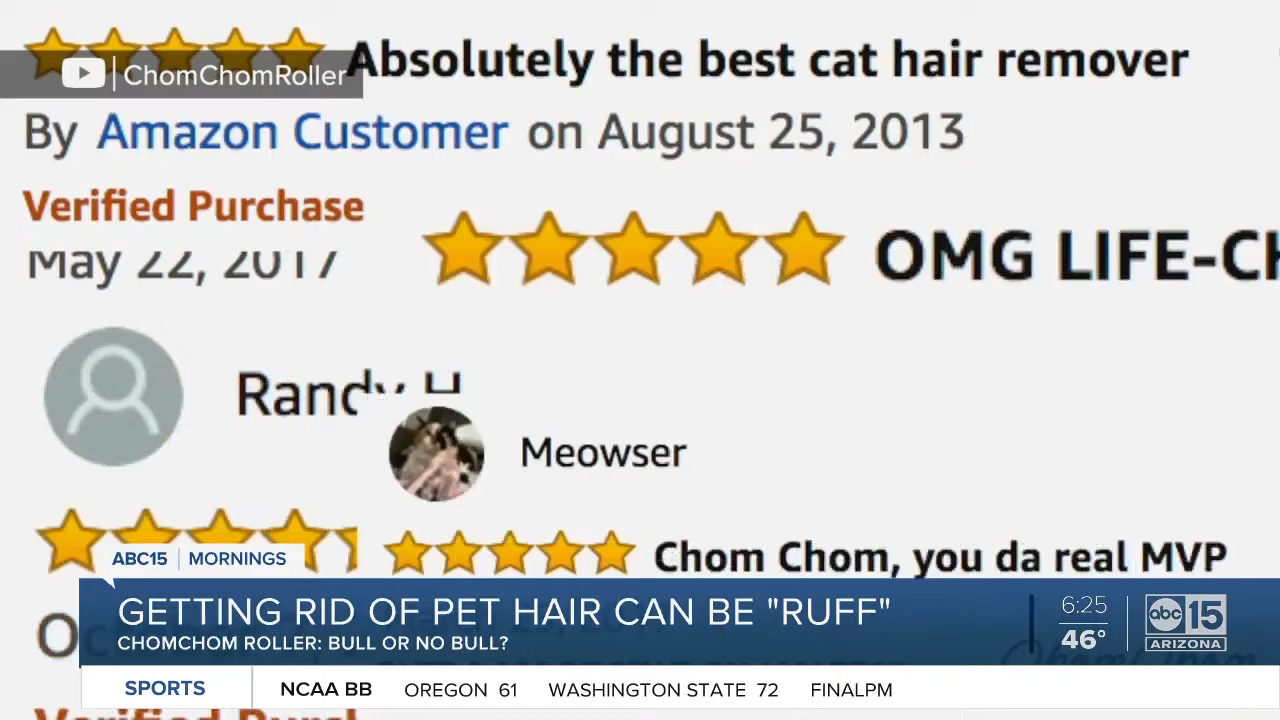 Absolutely the best cat hair remover
ChomChomRoller
By Amazon Customer on August 25, 2013
Verified Purchase
May 22, 2017
OMG LIFE-CH
Randy H
Meowser
Chom Chom, you da real MVP
ABC15 | MORNINGS
GETTING RID OF PET HAIR CAN BE "RUFF"
CHOMCHOM ROLLER: BULL OR NO BULL?
6:25
46°
abc 15
ARIZONA
SPORTS
NCAA BB OREGON 61 WASHINGTON STATE 72 FINALPM